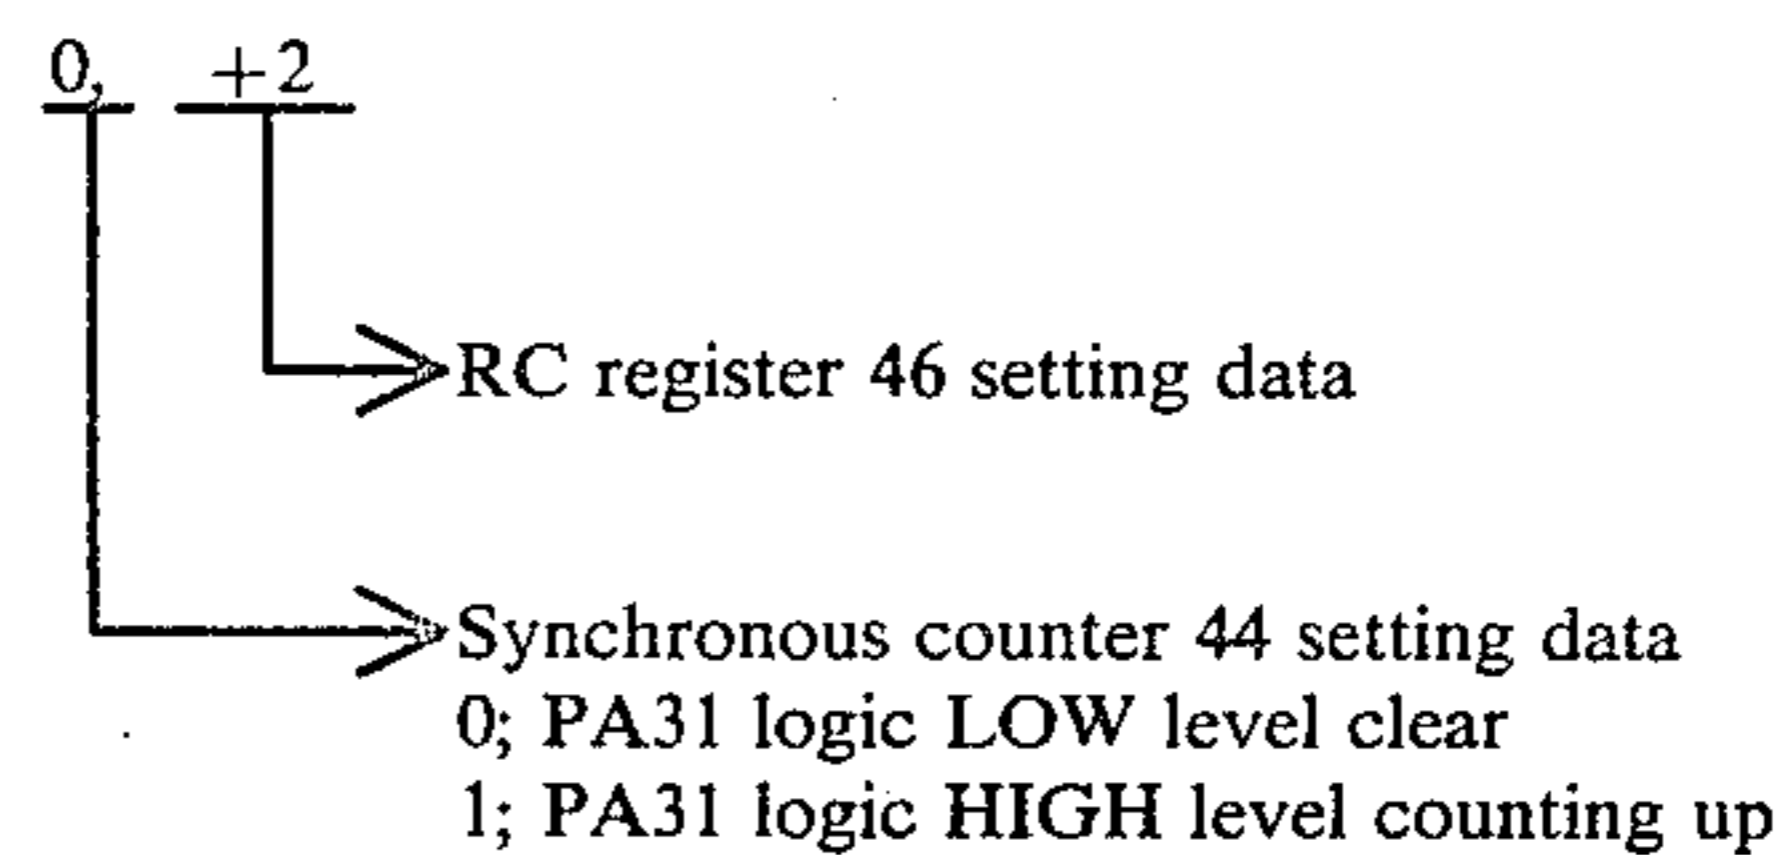 0, +2
RC register 46 setting data
Synchronous counter 44 setting data
0; PA31 logic LOW level clear
1; PA31 logic HIGH level counting up